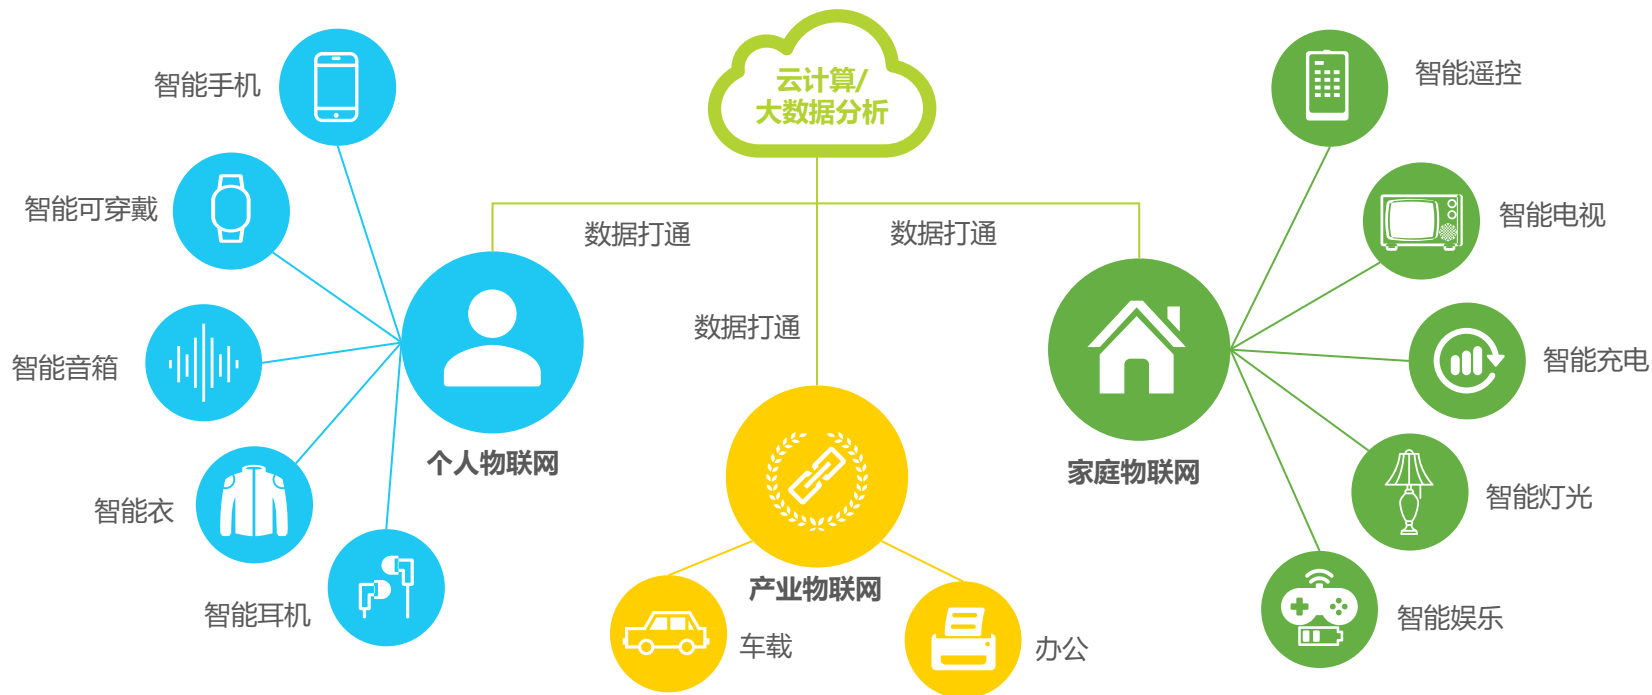 云计算/
大数据分析
智能手机
智能可穿戴
智能音箱
智能衣
智能耳机
个人物联网
数据打通
数据打通
数据打通
产业物联网
车载
办公
家庭物联网
智能遥控
智能电视
智能充电
智能灯光
智能娱乐